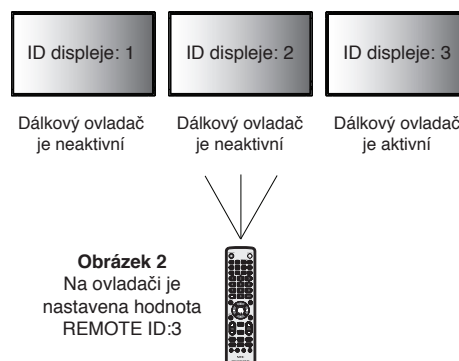 ID displeje: 1
ID displeje: 2
ID displeje: 3
Dálkový ovladač
je neaktivní
Dálkový ovladač
je neaktivní
Dálkový ovladač
je aktivní
Obrázek 2
Na ovladači je
nastavena hodnota
REMOTE ID:3